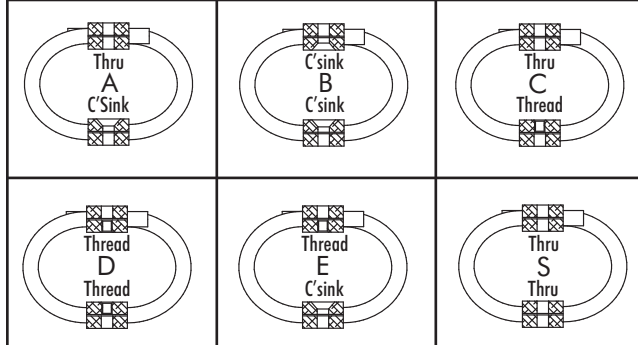 Thru
A
C'Sink
C'sink
B
C'sink
Thru
C
Thread
Thread
D
Thread
Thread
E
C'sink
Thru
S
Thru